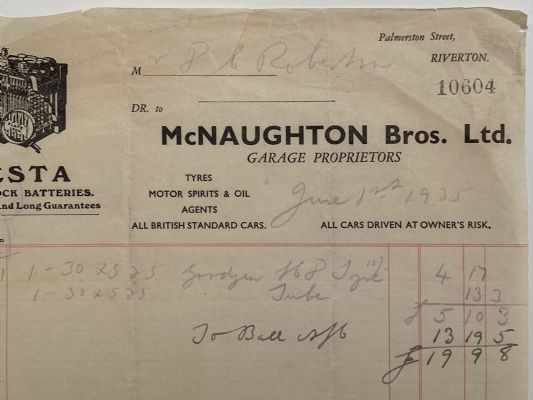 Palmerston Street,
RIVERTON.
M r R C Robertson
10604
DR. to
McNAUGHTON Bros. Ltd.
GARAGE PROPRIETORS
ESTA
OCK BATTERIES.
and Long Guarantees
TYRES
MOTOR SPIRITS & OIL
AGENTS
ALL BRITISH STANDARD CARS.
June 1st 1935
ALL CARS DRIVEN AT OWNER'S RISK.
1 - 30 x 5.25 Goodyear Tyre 4 17
1 - 30 x 5.25 Tube 13 3
£ 5 10 3
To Ball 13 19 5
£ 19 9 8